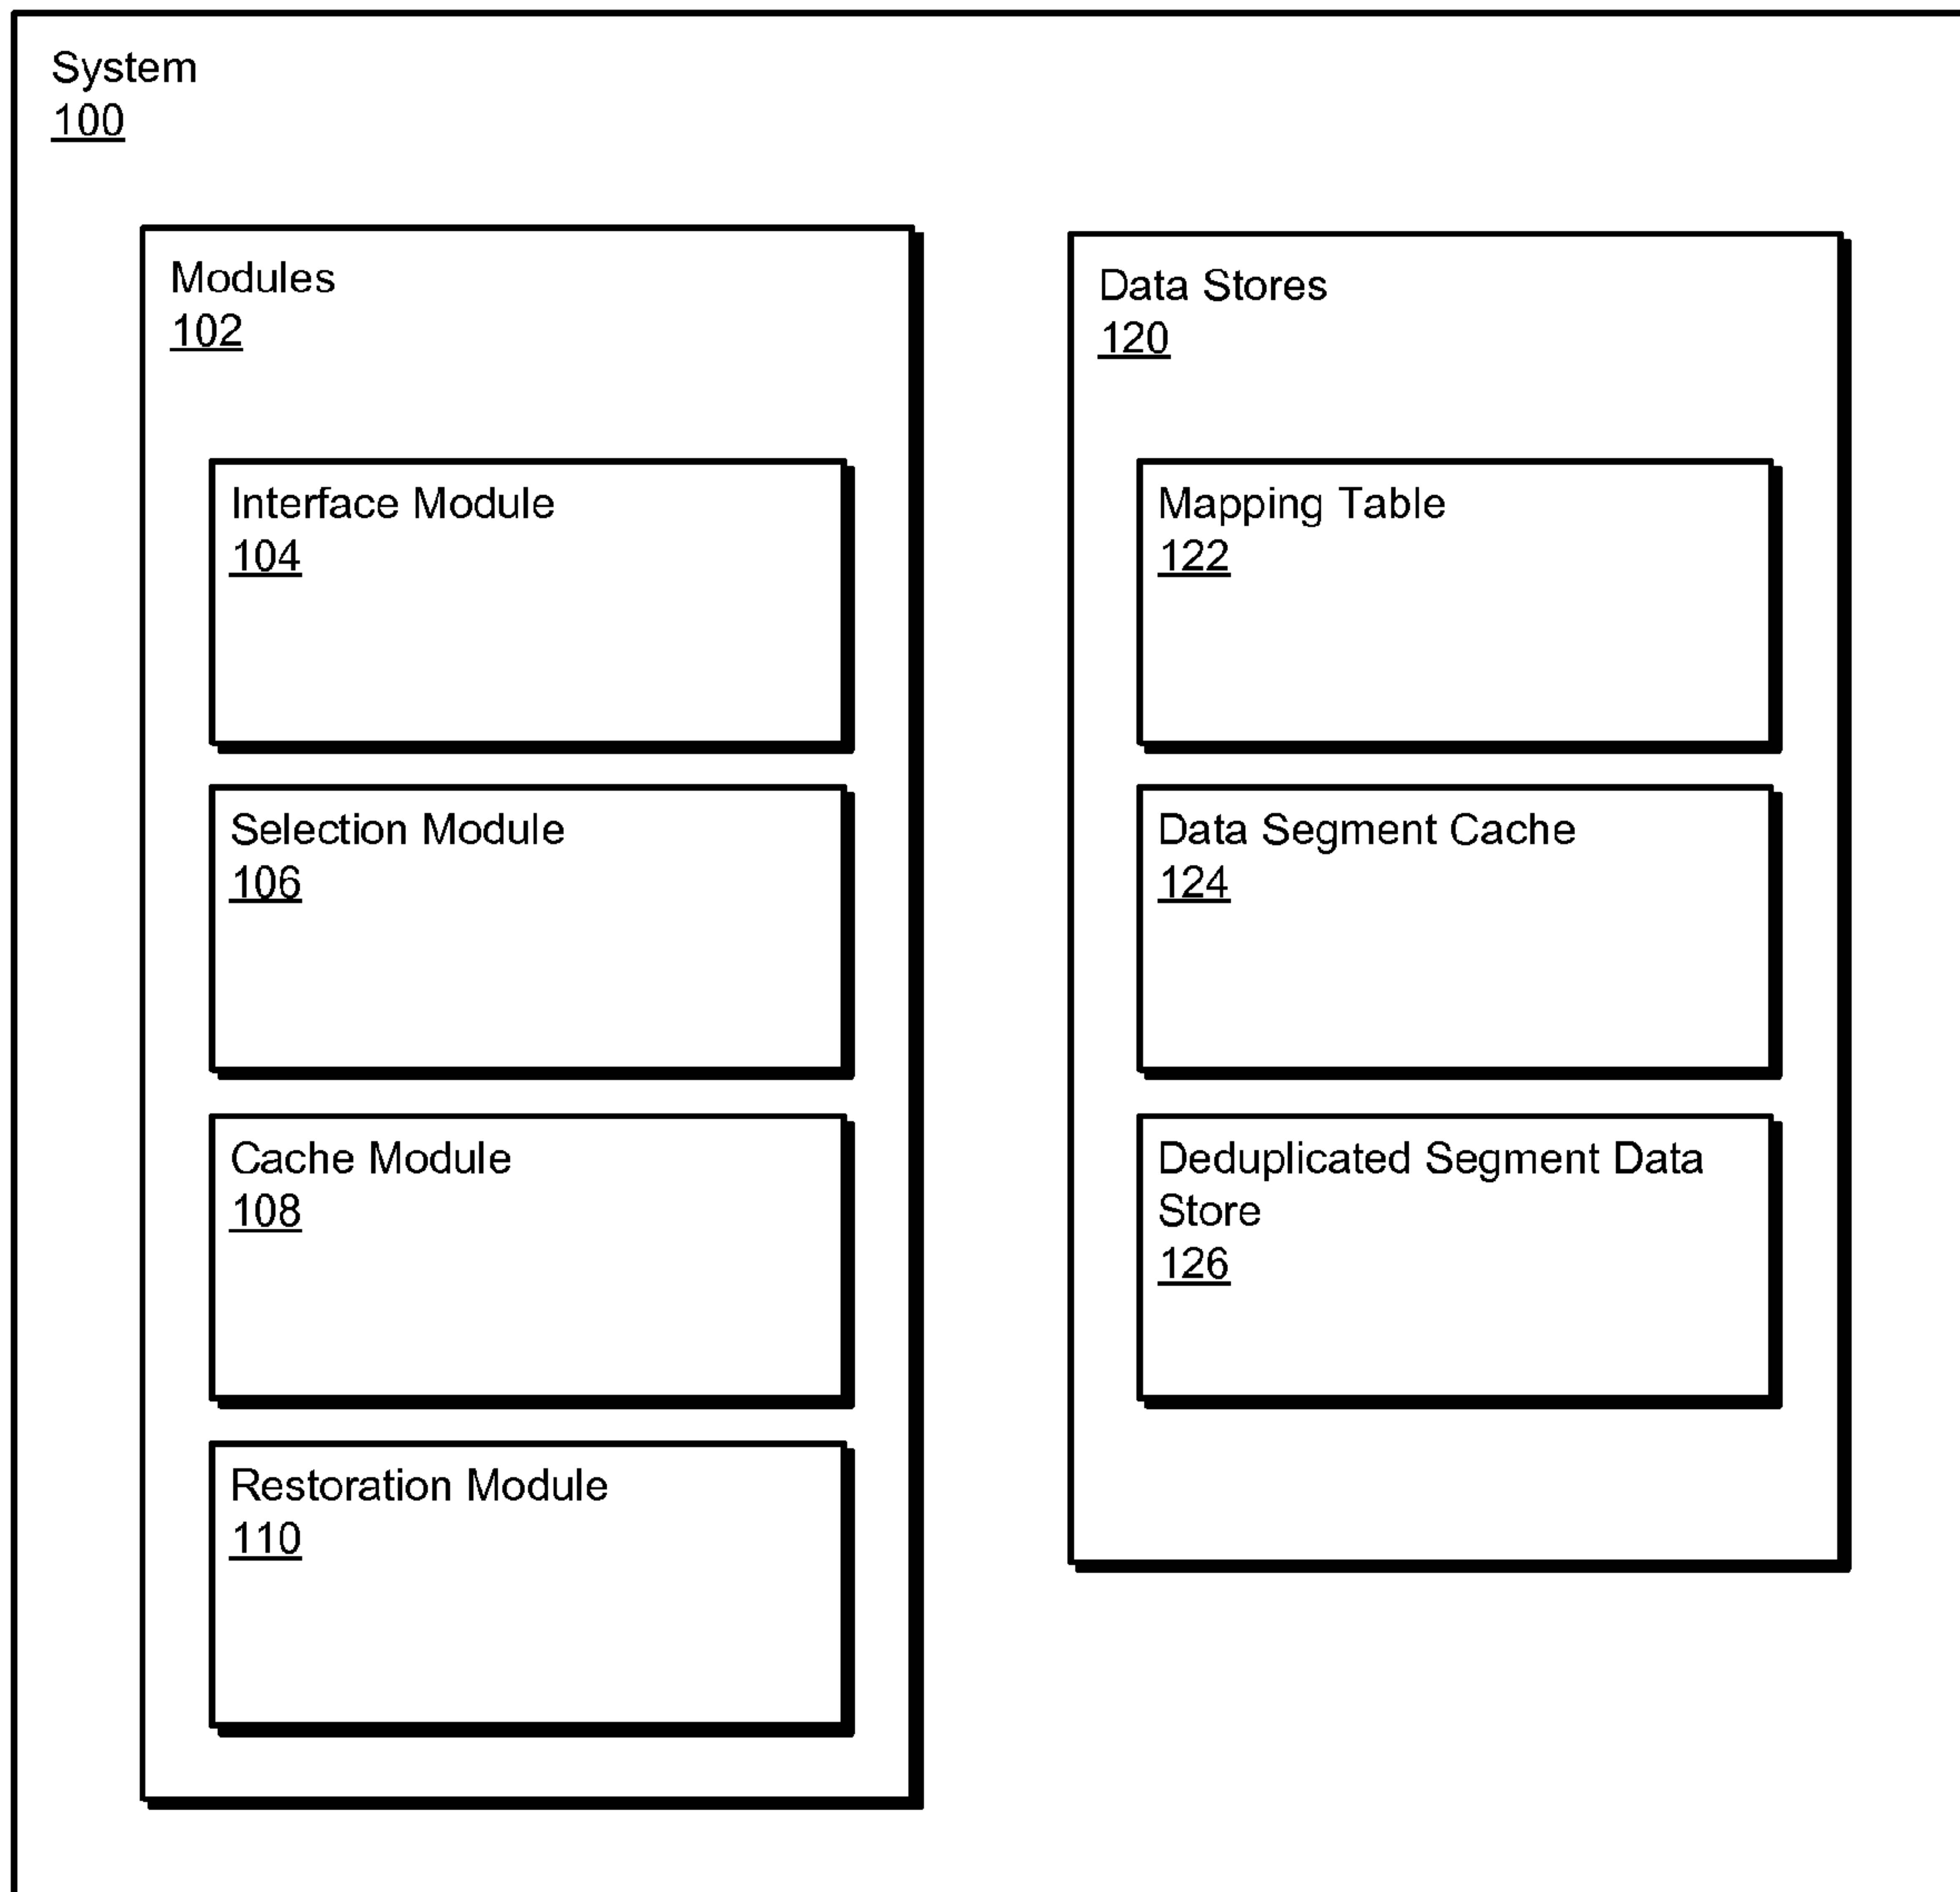 System
100
Modules
102
Interface Module
104
Selection Module
106
Cache Module
108
Restoration Module
110
Data Stores
120
Mapping Table
122
Data Segment Cache
124
Deduplicated Segment Data
Store
126